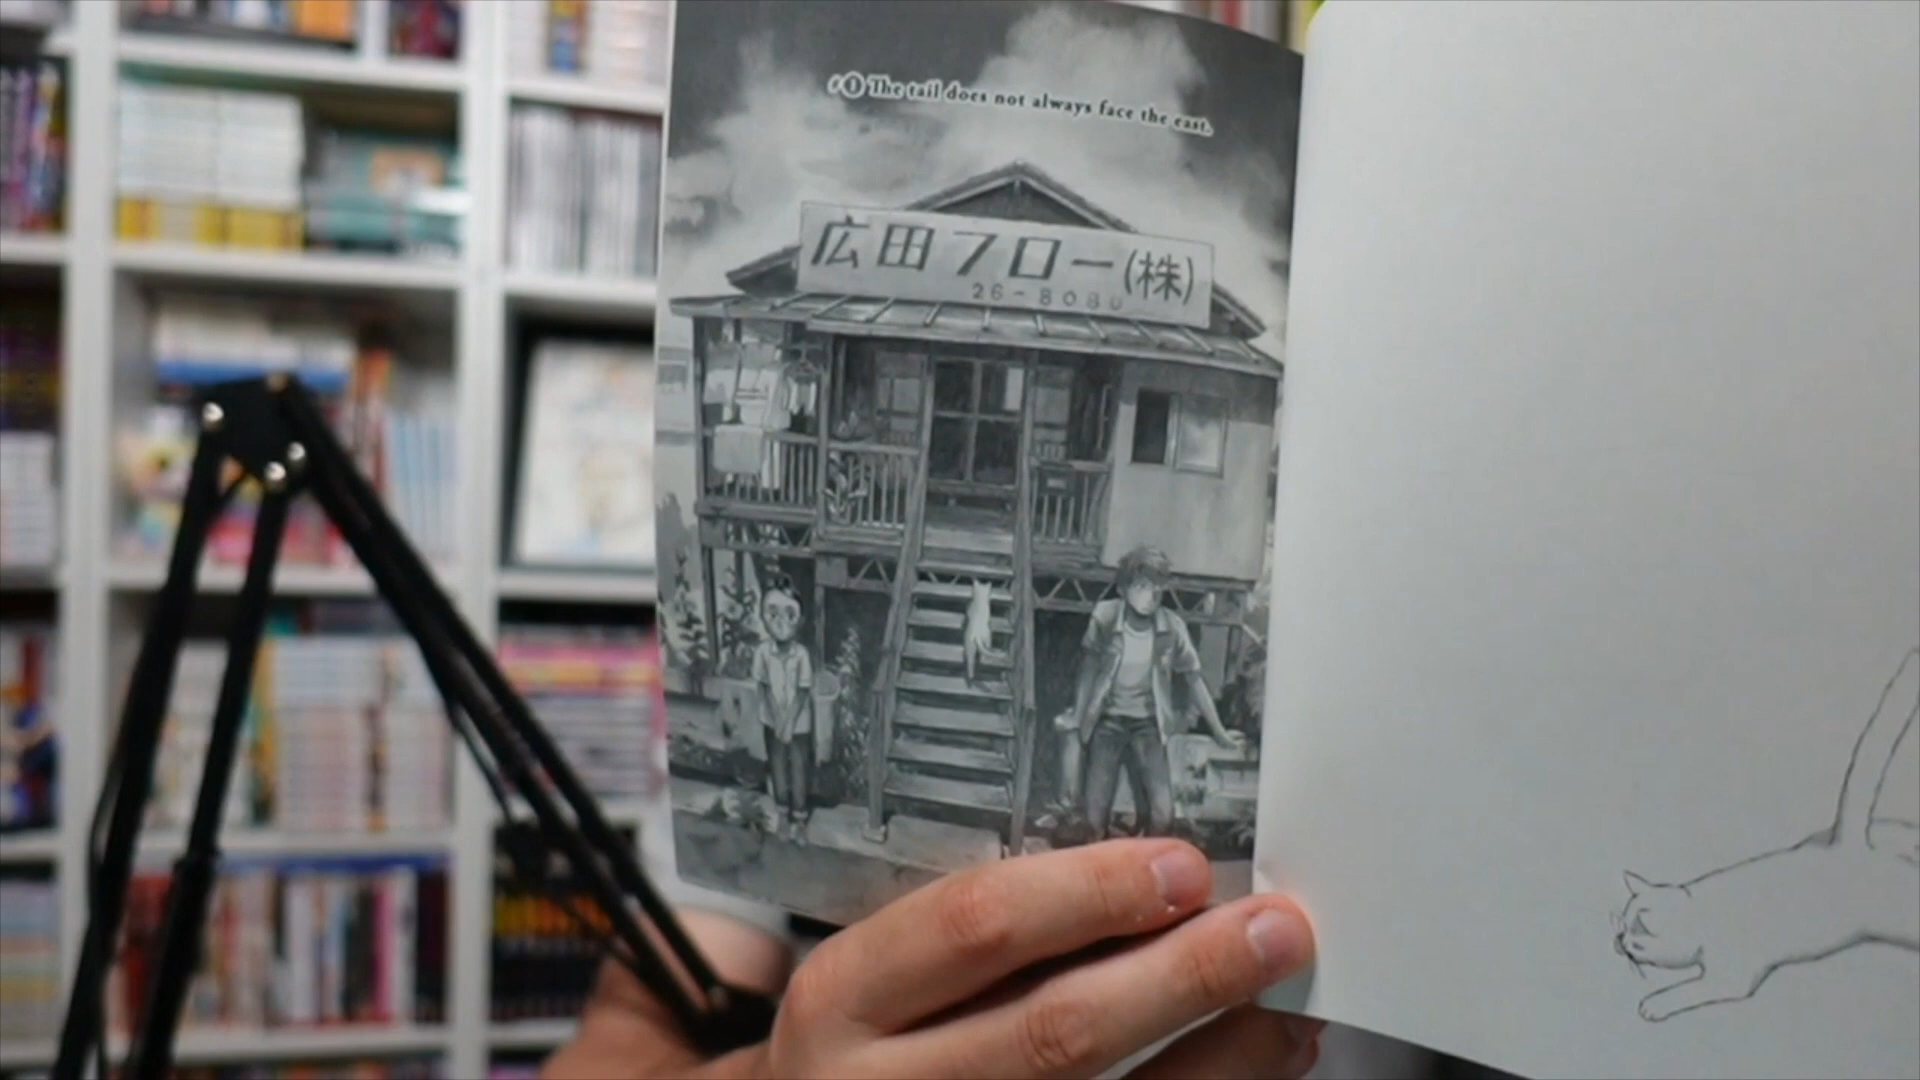 #① The tail does not always face the east.
広田フロー(株)
26-8080